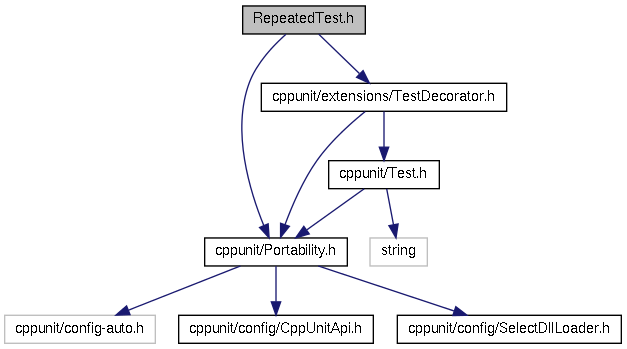 RepeatedTest.h
cppunit/extensions/TestDecorator.h
cppunit/Test.h
cppunit/Portability.h
string
cppunit/config-auto.h
cppunit/config/CppUnitApi.h
cppunit/config/SelectDllLoader.h